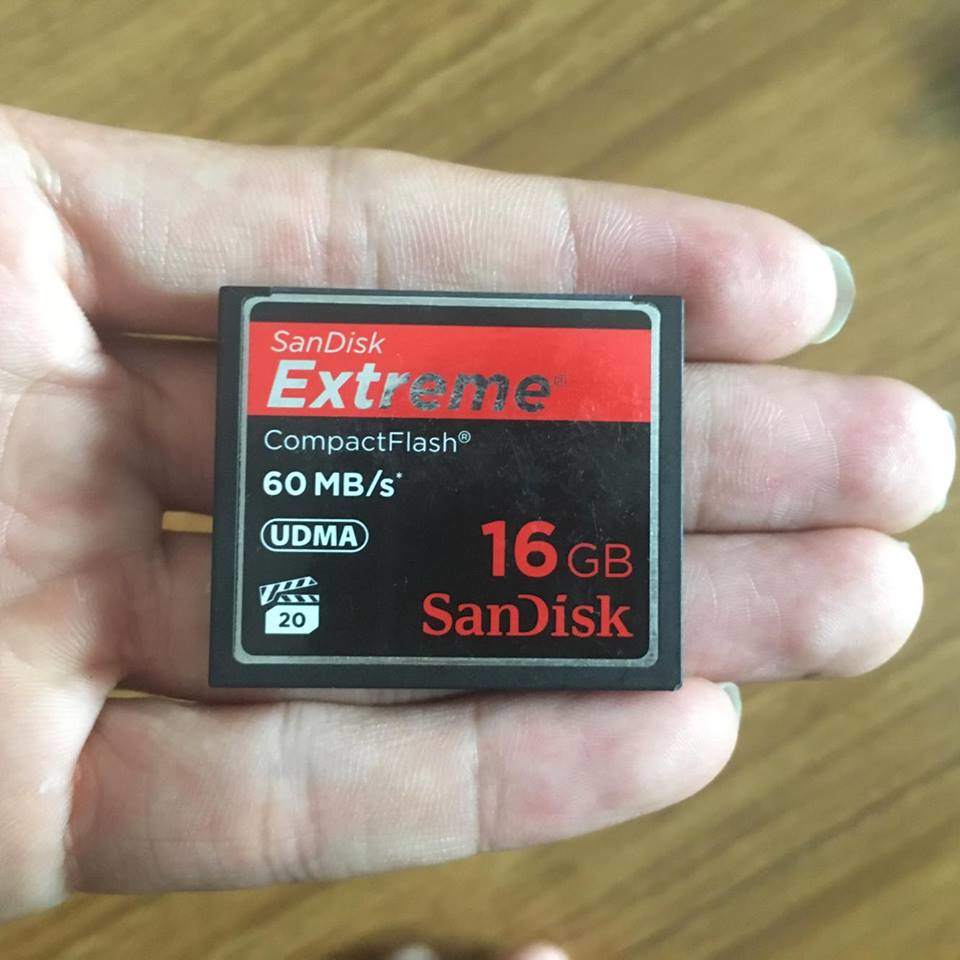 SanDisk
Extreme
CompactFlash®
60 MB/s*
UDMA
16 GB
20
SanDisk